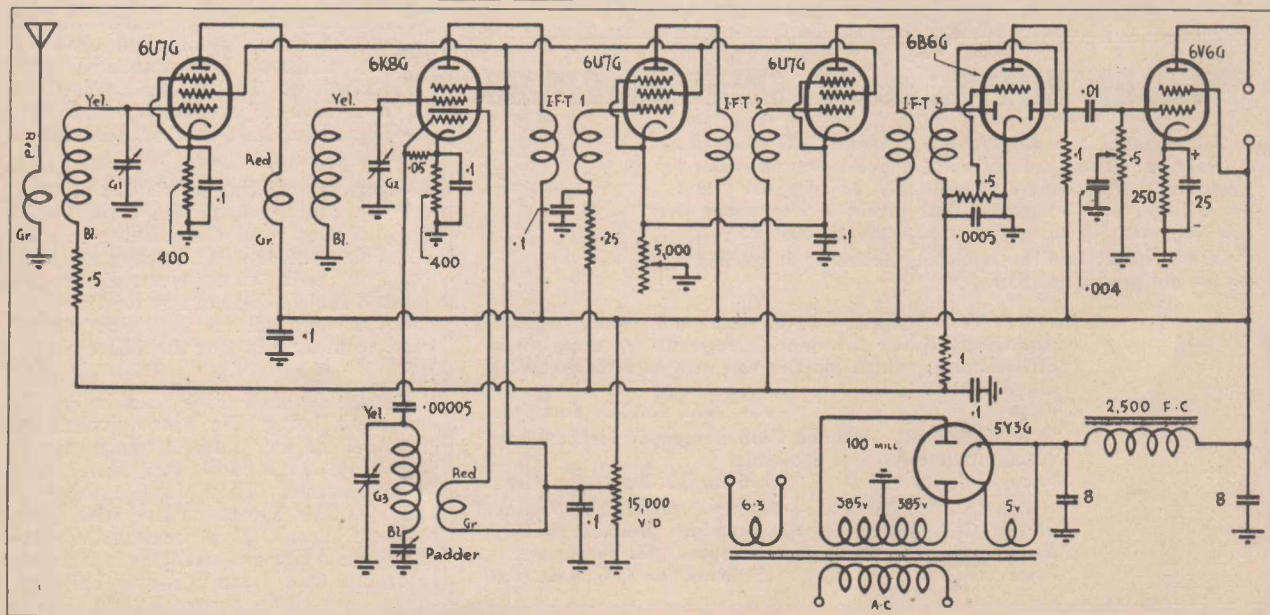 6U7G
6K8G
6U7G
6U7G
6B6G
6V6G
Yel.
Yel.
I.F.T 1
I.F.T 2
I.F.T 3
.01
Red
G1
.1
Red
G2
.05
.1
.1
.5
.5
250
+
25
-
Gr.
Bl.
400
Gr.
400
.1
.25
5,000
.1
.0005
.004
.5
.1
.1
.1
Yel.
.00005
G3
Red
Gr
Bl.
Padder
.1
15,000
V.D
100 MILL
5Y3G
2,500 F.C
6.3
385v
385v
5v
8
8
A.C